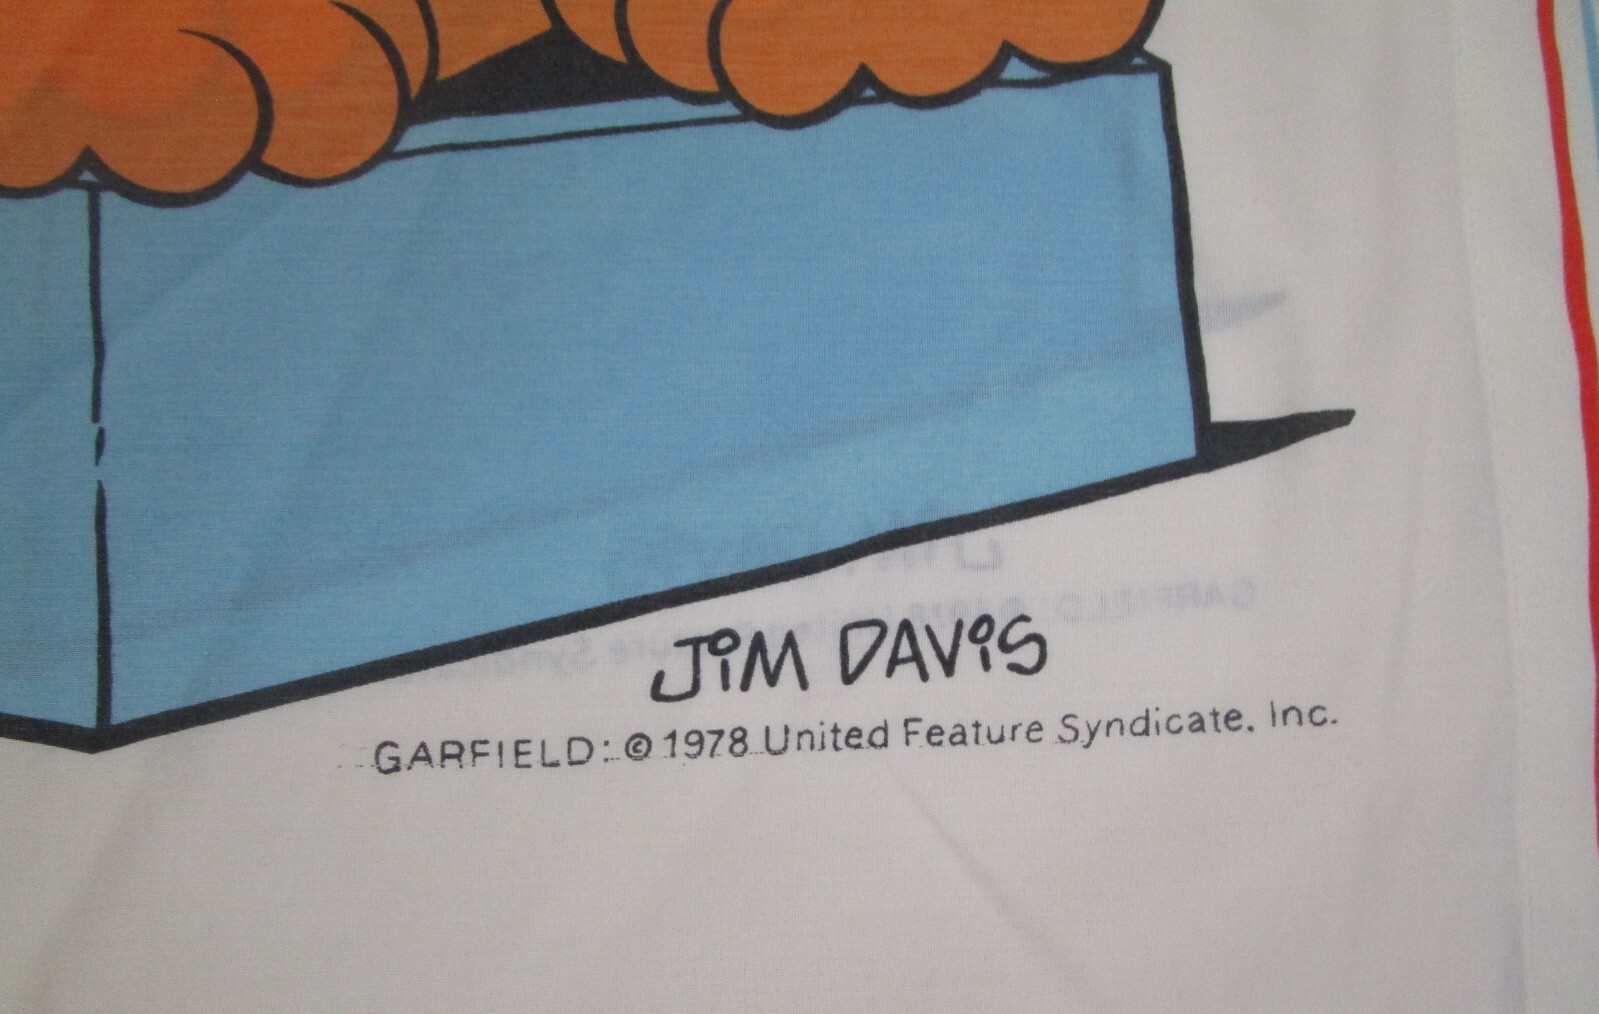 JiM DAViS
GARFIELD: © 1978 United Feature Syndicate, Inc.